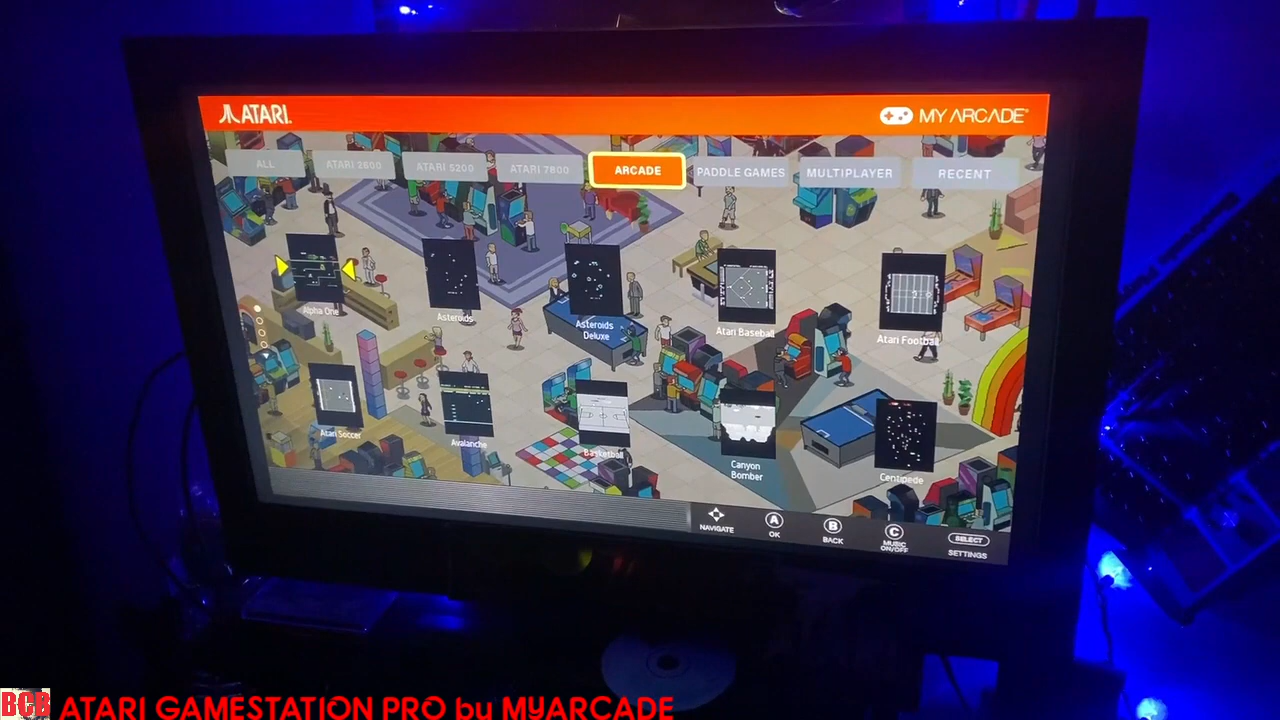 ATARI
MY ARCADE
ALL
ATARI 2600
ATARI 5200
ATARI 7800
ARCADE
PADDLE GAMES
MULTIPLAYER
RECENT
Alpha One
Asteroids
Asteroids
Deluxe
Atari Baseball
Atari Football
Atari Soccer
Avalanche
Basketball
Canyon
Bomber
Centipede
NAVIGATE
A
OK
B
BACK
C
MUSIC
ON/OFF
SELECT
SETTINGS
BCB
ATARI GAMESTATION PRO by MYARCADE